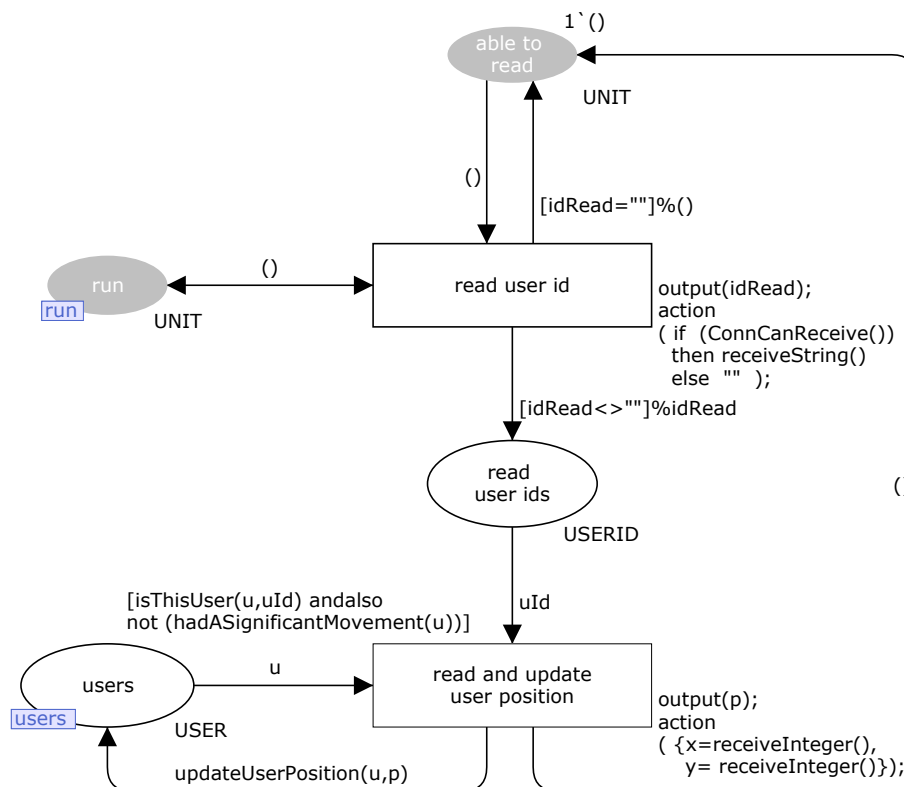 1`()
able to
read
UNIT
()
[idRead=""]%()
()
run
run
UNIT
read user id
output(idRead);
action
( if (ConnCanReceive())
then receiveString()
else "" );
[idRead<>""]%idRead
read
user ids
()
USERID
[isThisUser(u,uId) andalso
not (hadASignificantMovement(u))]
uId
u
users
users
USER
read and update
user position
output(p);
action
( {x=receiveInteger(),
y= receiveInteger()});
updateUserPosition(u,p)